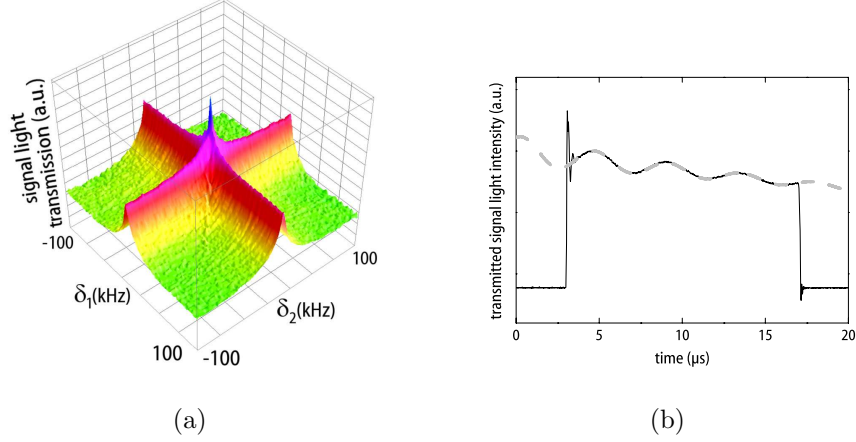 signal light
transmission (a.u.)
-100
δ1(kHz)
100
-100
δ2(kHz)
100
(a)
transmitted signal light intensity (a.u.)
0
5
10
15
20
time (µs)
(b)